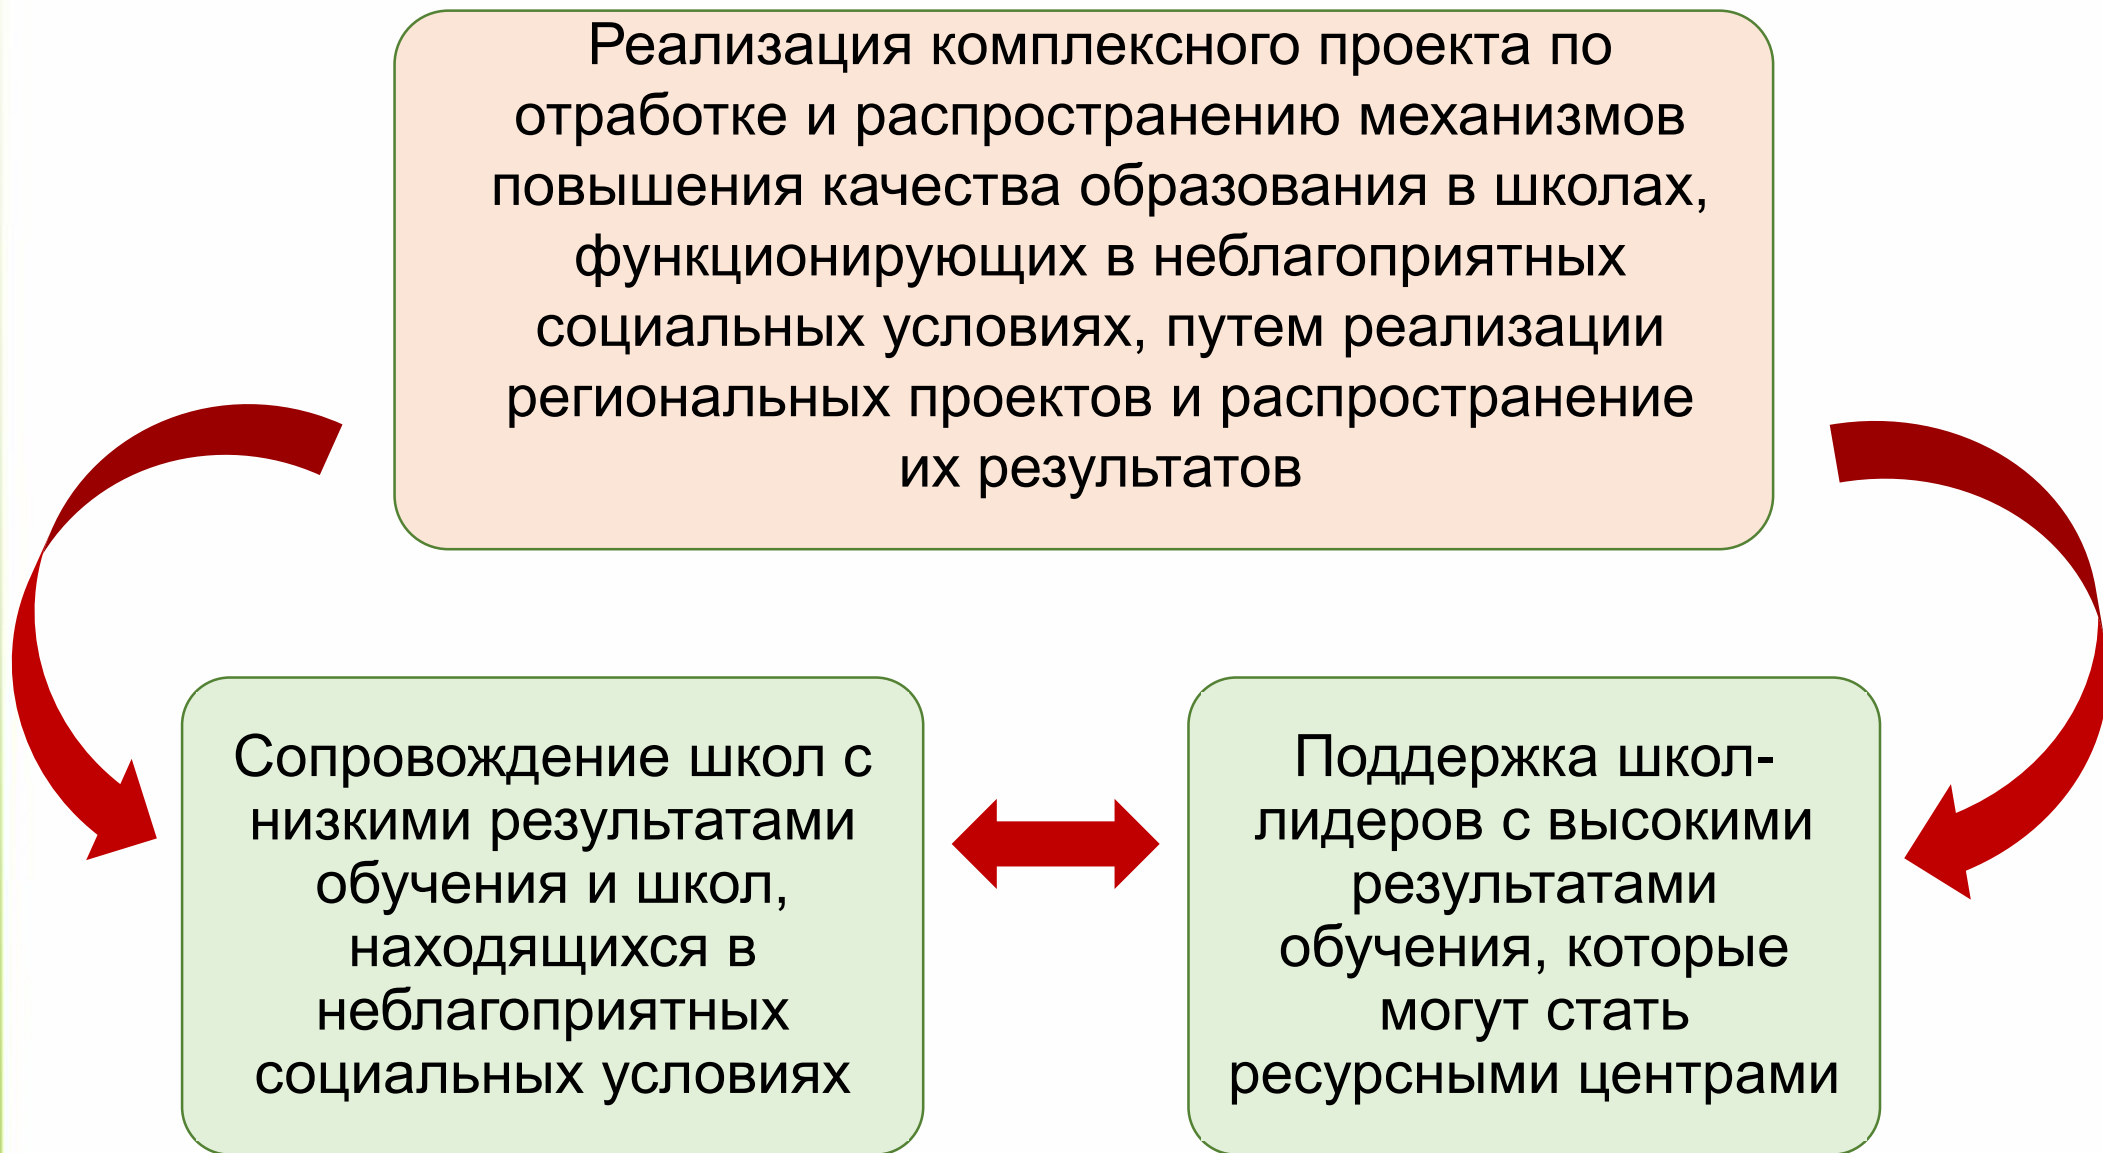 Реализация комплексного проекта по
отработке и распространению механизмов
повышения качества образования в школах,
функционирующих в неблагоприятных
социальных условиях, путем реализации
региональных проектов и распространение
их результатов
Сопровождение школ с
низкими результатами
обучения и школ,
находящихся в
неблагоприятных
социальных условиях
Поддержка школ-
лидеров с высокими
результатами
обучения, которые
могут стать
ресурсными центрами